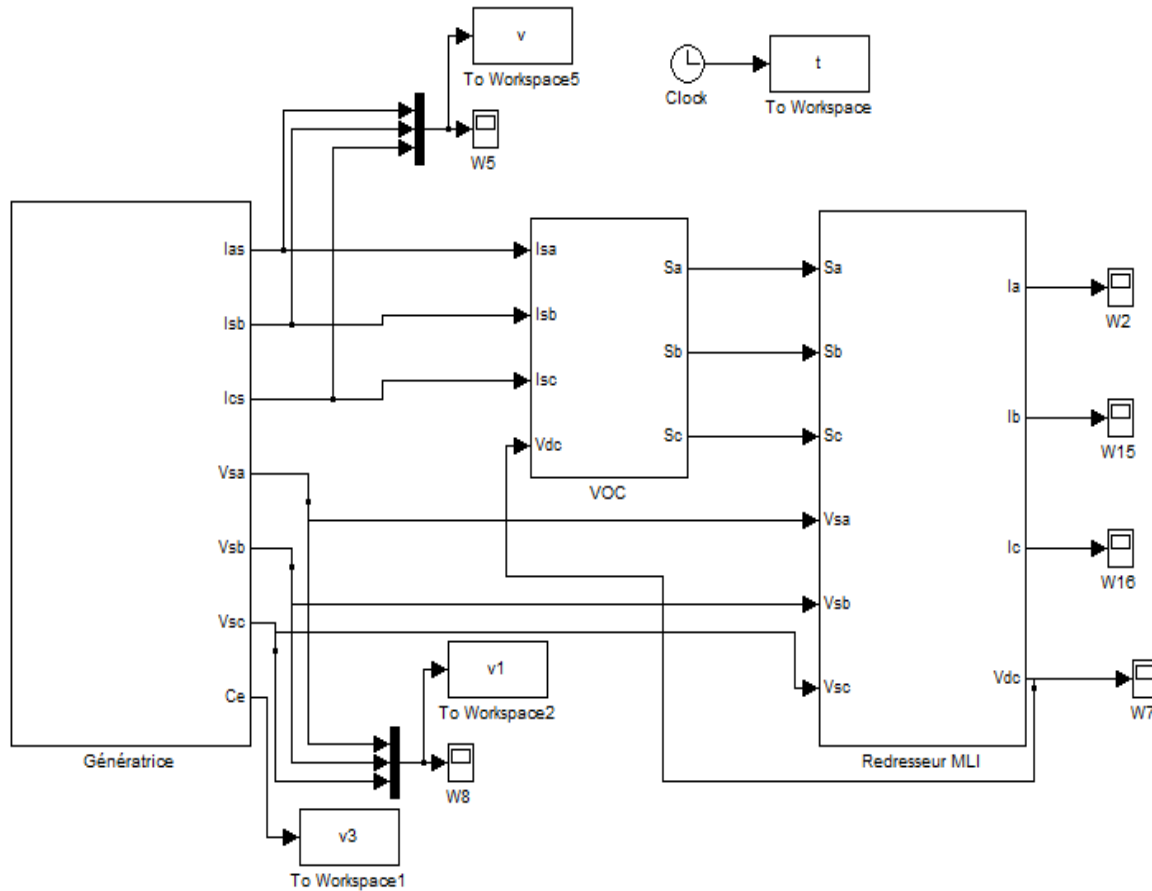 v
To Workspace5
W5
Clock
t
To Workspace
Ias
Isb
Ics
Vsa
Vsb
Vsc
Ce
Génératrice
Isa
Isb
Isc
Vdc
Sa
Sb
Sc
VOC
Sa
Sb
Sc
Vsa
Vsb
Vsc
Ia
Ib
Ic
Vdc
Redresseur MLI
W2
W15
W16
W7
v1
To Workspace2
W8
v3
To Workspace1